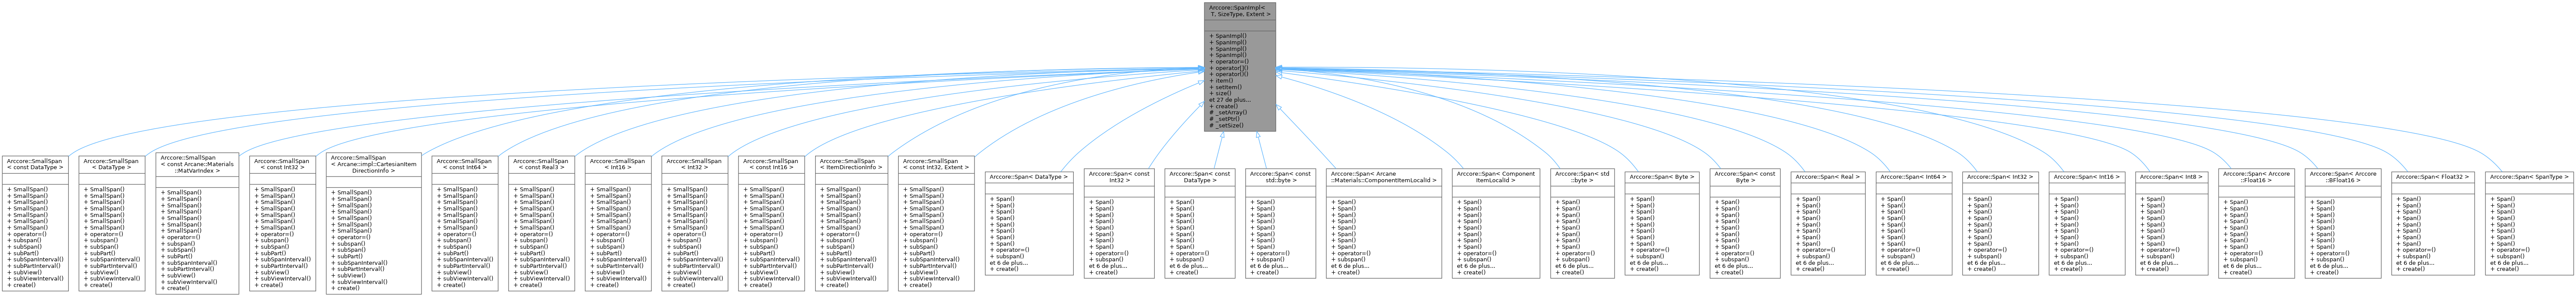 Arccore::SpanImpl<
T, SizeType, Extent >
+ SpanImpl()
+ SpanImpl()
+ SpanImpl()
+ SpanImpl()
+ operator=()
+ operator[]()
+ operator()()
+ item()
+ setItem()
+ size()
et 27 de plus...
+ create()
# _setArray()
# _setPtr()
# _setSize()
Arccore::SmallSpan
< const DataType >
+ SmallSpan()
+ SmallSpan()
+ SmallSpan()
+ SmallSpan()
+ SmallSpan()
+ SmallSpan()
+ SmallSpan()
+ operator=()
+ subspan()
+ subSpan()
+ subPart()
+ subSpanInterval()
+ subPartInterval()
+ subView()
+ subViewInterval()
+ create()
Arccore::SmallSpan
< DataType >
+ SmallSpan()
+ SmallSpan()
+ SmallSpan()
+ SmallSpan()
+ SmallSpan()
+ SmallSpan()
+ SmallSpan()
+ operator=()
+ subspan()
+ subSpan()
+ subPart()
+ subSpanInterval()
+ subPartInterval()
+ subView()
+ subViewInterval()
+ create()
Arccore::SmallSpan
< const Arcane::Materials
::MatVarIndex >
+ SmallSpan()
+ SmallSpan()
+ SmallSpan()
+ SmallSpan()
+ SmallSpan()
+ SmallSpan()
+ SmallSpan()
+ operator=()
+ subspan()
+ subSpan()
+ subPart()
+ subSpanInterval()
+ subPartInterval()
+ subView()
+ subViewInterval()
+ create()
Arccore::SmallSpan
< const Int32 >
+ SmallSpan()
+ SmallSpan()
+ SmallSpan()
+ SmallSpan()
+ SmallSpan()
+ SmallSpan()
+ SmallSpan()
+ operator=()
+ subspan()
+ subSpan()
+ subPart()
+ subSpanInterval()
+ subPartInterval()
+ subView()
+ subViewInterval()
+ create()
Arccore::SmallSpan
< Arcane::impl::CartesianItem
DirectionInfo >
+ SmallSpan()
+ SmallSpan()
+ SmallSpan()
+ SmallSpan()
+ SmallSpan()
+ SmallSpan()
+ SmallSpan()
+ operator=()
+ subspan()
+ subSpan()
+ subPart()
+ subSpanInterval()
+ subPartInterval()
+ subView()
+ subViewInterval()
+ create()
Arccore::SmallSpan
< const Int64 >
+ SmallSpan()
+ SmallSpan()
+ SmallSpan()
+ SmallSpan()
+ SmallSpan()
+ SmallSpan()
+ SmallSpan()
+ operator=()
+ subspan()
+ subSpan()
+ subPart()
+ subSpanInterval()
+ subPartInterval()
+ subView()
+ subViewInterval()
+ create()
Arccore::SmallSpan
< const Real3 >
+ SmallSpan()
+ SmallSpan()
+ SmallSpan()
+ SmallSpan()
+ SmallSpan()
+ SmallSpan()
+ SmallSpan()
+ operator=()
+ subspan()
+ subSpan()
+ subPart()
+ subSpanInterval()
+ subPartInterval()
+ subView()
+ subViewInterval()
+ create()
Arccore::SmallSpan
< Int16 >
+ SmallSpan()
+ SmallSpan()
+ SmallSpan()
+ SmallSpan()
+ SmallSpan()
+ SmallSpan()
+ SmallSpan()
+ operator=()
+ subspan()
+ subSpan()
+ subPart()
+ subSpanInterval()
+ subPartInterval()
+ subView()
+ subViewInterval()
+ create()
Arccore::SmallSpan
< Int32 >
+ SmallSpan()
+ SmallSpan()
+ SmallSpan()
+ SmallSpan()
+ SmallSpan()
+ SmallSpan()
+ SmallSpan()
+ operator=()
+ subspan()
+ subSpan()
+ subPart()
+ subSpanInterval()
+ subPartInterval()
+ subView()
+ subViewInterval()
+ create()
Arccore::SmallSpan
< const Int16 >
+ SmallSpan()
+ SmallSpan()
+ SmallSpan()
+ SmallSpan()
+ SmallSpan()
+ SmallSpan()
+ SmallSpan()
+ operator=()
+ subspan()
+ subSpan()
+ subPart()
+ subSpanInterval()
+ subPartInterval()
+ subView()
+ subViewInterval()
+ create()
Arccore::SmallSpan
< ItemDirectionInfo >
+ SmallSpan()
+ SmallSpan()
+ SmallSpan()
+ SmallSpan()
+ SmallSpan()
+ SmallSpan()
+ SmallSpan()
+ operator=()
+ subspan()
+ subSpan()
+ subPart()
+ subSpanInterval()
+ subPartInterval()
+ subView()
+ subViewInterval()
+ create()
Arccore::SmallSpan
< const Int32, Extent >
+ SmallSpan()
+ SmallSpan()
+ SmallSpan()
+ SmallSpan()
+ SmallSpan()
+ SmallSpan()
+ SmallSpan()
+ operator=()
+ subspan()
+ subSpan()
+ subPart()
+ subSpanInterval()
+ subPartInterval()
+ subView()
+ subViewInterval()
+ create()
Arccore::Span< DataType >
+ Span()
+ Span()
+ Span()
+ Span()
+ Span()
+ Span()
+ Span()
+ Span()
+ operator=()
+ subspan()
et 6 de plus...
+ create()
Arccore::Span< const
Int32 >
+ Span()
+ Span()
+ Span()
+ Span()
+ Span()
+ Span()
+ Span()
+ Span()
+ operator=()
+ subspan()
et 6 de plus...
+ create()
Arccore::Span< const
DataType >
+ Span()
+ Span()
+ Span()
+ Span()
+ Span()
+ Span()
+ Span()
+ Span()
+ operator=()
+ subspan()
et 6 de plus...
+ create()
Arccore::Span< const
std::byte >
+ Span()
+ Span()
+ Span()
+ Span()
+ Span()
+ Span()
+ Span()
+ Span()
+ operator=()
+ subspan()
et 6 de plus...
+ create()
Arccore::Span< Arcane
::Materials::ComponentItemLocalId >
+ Span()
+ Span()
+ Span()
+ Span()
+ Span()
+ Span()
+ Span()
+ Span()
+ operator=()
+ subspan()
et 6 de plus...
+ create()
Arccore::Span< Component
ItemLocalId >
+ Span()
+ Span()
+ Span()
+ Span()
+ Span()
+ Span()
+ Span()
+ Span()
+ operator=()
+ subspan()
et 6 de plus...
+ create()
Arccore::Span< std
::byte >
+ Span()
+ Span()
+ Span()
+ Span()
+ Span()
+ Span()
+ Span()
+ Span()
+ operator=()
+ subspan()
et 6 de plus...
+ create()
Arccore::Span< Byte >
+ Span()
+ Span()
+ Span()
+ Span()
+ Span()
+ Span()
+ Span()
+ Span()
+ operator=()
+ subspan()
et 6 de plus...
+ create()
Arccore::Span< const
Byte >
+ Span()
+ Span()
+ Span()
+ Span()
+ Span()
+ Span()
+ Span()
+ Span()
+ operator=()
+ subspan()
et 6 de plus...
+ create()
Arccore::Span< Real >
+ Span()
+ Span()
+ Span()
+ Span()
+ Span()
+ Span()
+ Span()
+ Span()
+ operator=()
+ subspan()
et 6 de plus...
+ create()
Arccore::Span< Int64 >
+ Span()
+ Span()
+ Span()
+ Span()
+ Span()
+ Span()
+ Span()
+ Span()
+ operator=()
+ subspan()
et 6 de plus...
+ create()
Arccore::Span< Int32 >
+ Span()
+ Span()
+ Span()
+ Span()
+ Span()
+ Span()
+ Span()
+ Span()
+ operator=()
+ subspan()
et 6 de plus...
+ create()
Arccore::Span< Int16 >
+ Span()
+ Span()
+ Span()
+ Span()
+ Span()
+ Span()
+ Span()
+ Span()
+ operator=()
+ subspan()
et 6 de plus...
+ create()
Arccore::Span< Int8 >
+ Span()
+ Span()
+ Span()
+ Span()
+ Span()
+ Span()
+ Span()
+ Span()
+ operator=()
+ subspan()
et 6 de plus...
+ create()
Arccore::Span< Arccore
::Float16 >
+ Span()
+ Span()
+ Span()
+ Span()
+ Span()
+ Span()
+ Span()
+ Span()
+ operator=()
+ subspan()
et 6 de plus...
+ create()
Arccore::Span< Arccore
::BFloat16 >
+ Span()
+ Span()
+ Span()
+ Span()
+ Span()
+ Span()
+ Span()
+ Span()
+ operator=()
+ subspan()
et 6 de plus...
+ create()
Arccore::Span< Float32 >
+ Span()
+ Span()
+ Span()
+ Span()
+ Span()
+ Span()
+ Span()
+ Span()
+ operator=()
+ subspan()
et 6 de plus...
+ create()
Arccore::Span< SpanType >
+ Span()
+ Span()
+ Span()
+ Span()
+ Span()
+ Span()
+ Span()
+ Span()
+ operator=()
+ subspan()
et 6 de plus...
+ create()